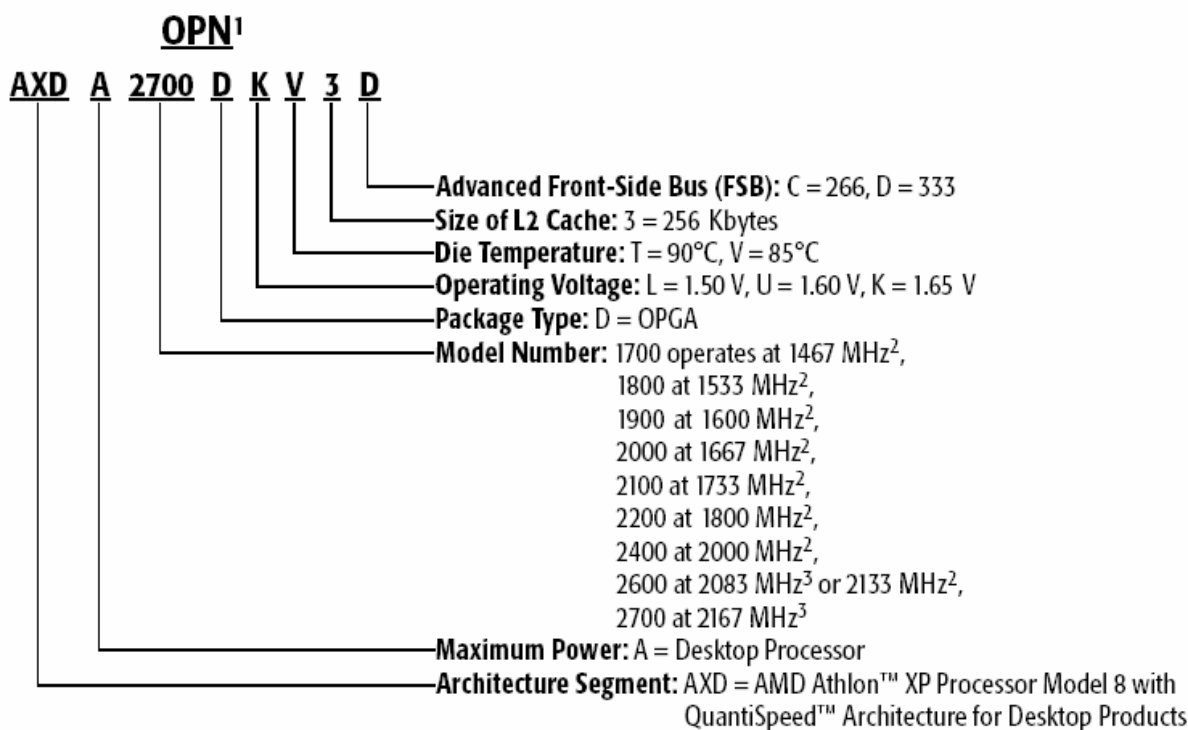 OPN¹
AXD A 2700 D K V 3 D
Advanced Front-Side Bus (FSB): C = 266, D = 333
Size of L2 Cache: 3 = 256 Kbytes
Die Temperature: T = 90°C, V = 85°C
Operating Voltage: L = 1.50 V, U = 1.60 V, K = 1.65 V
Package Type: D = OPGA
Model Number: 1700 operates at 1467 MHz²,
1800 at 1533 MHz²,
1900 at 1600 MHz²,
2000 at 1667 MHz²,
2100 at 1733 MHz²,
2200 at 1800 MHz²,
2400 at 2000 MHz²,
2600 at 2083 MHz³ or 2133 MHz²,
2700 at 2167 MHz³
Maximum Power: A = Desktop Processor
Architecture Segment: AXD = AMD Athlon™ XP Processor Model 8 with
QuantiSpeed™ Architecture for Desktop Products